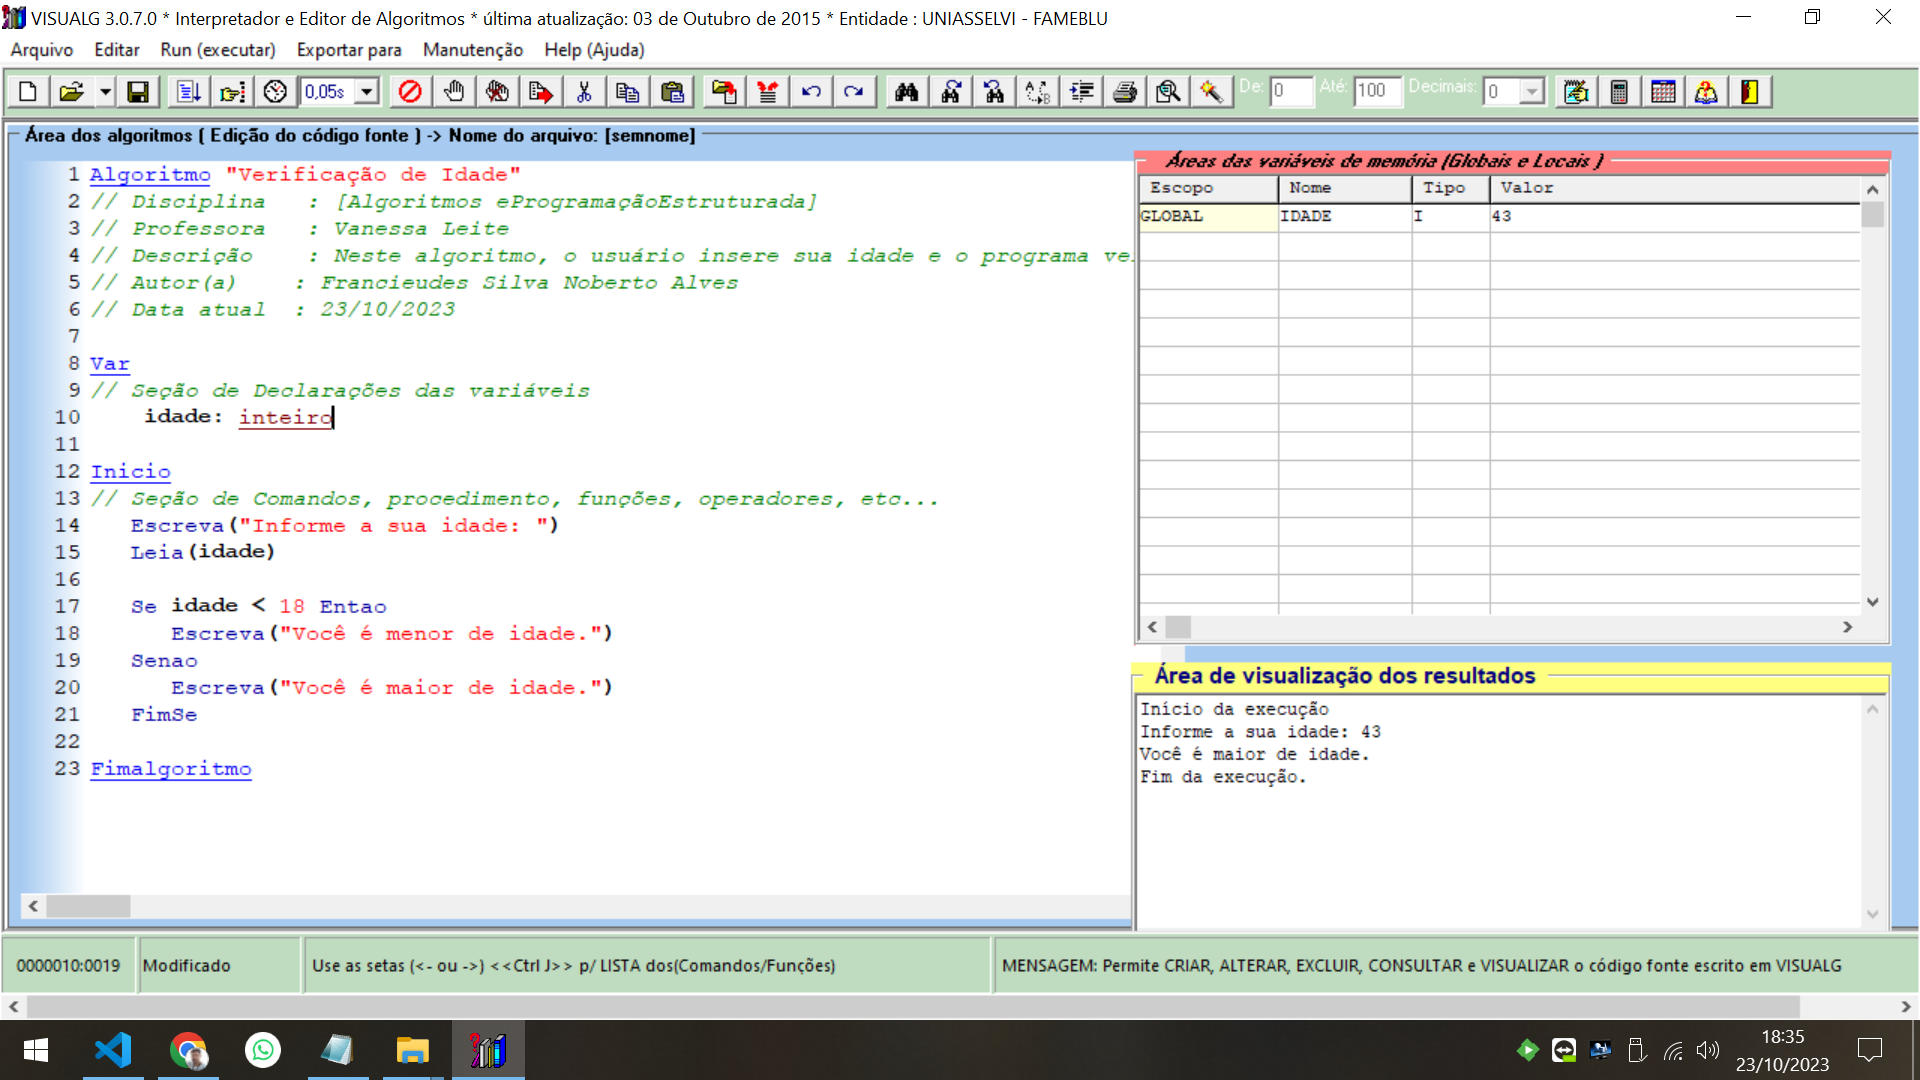 VISUALG 3.0.7.0 * Interpretador e Editor de Algoritmos * última atualização: 03 de Outubro de 2015 * Entidade : UNIASSELVI - FAMEBLU
Arquivo Editar Run (executar) Exportar para Manutenção Help (Ajuda)
0,05s De: 0 Até: 100 Decimais: 0
Área dos algoritmos ( Edição do código fonte ) -> Nome do arquivo: [semnome]
1 Algoritmo "Verificação de Idade"
2 // Disciplina : [Algoritmos eProgramaçãoEstruturada]
3 // Professora : Vanessa Leite
4 // Descrição : Neste algoritmo, o usuário insere sua idade e o programa ve
5 // Autor(a) : Francieudes Silva Noberto Alves
6 // Data atual : 23/10/2023
7
8 Var
9 // Seção de Declarações das variáveis
10 idade: inteiro
11
12 Inicio
13 // Seção de Comandos, procedimento, funções, operadores, etc...
14 Escreva("Informe a sua idade: ")
15 Leia(idade)
16
17 Se idade < 18 Entao
18 Escreva("Você é menor de idade.")
19 Senao
20 Escreva("Você é maior de idade.")
21 FimSe
22
23 Fimalgoritmo
Áreas das variáveis de memória (Globais e Locais )
Escopo Nome Tipo Valor
GLOBAL IDADE I 43
Área de visualização dos resultados
Início da execução
Informe a sua idade: 43
Você é maior de idade.
Fim da execução.
0000010:0019 Modificado Use as setas (<- ou ->) <<Ctrl J>> p/ LISTA dos(Comandos/Funções) MENSAGEM: Permite CRIAR, ALTERAR, EXCLUIR, CONSULTAR e VISUALIZAR o código fonte escrito em VISUALG
18:35
23/10/2023